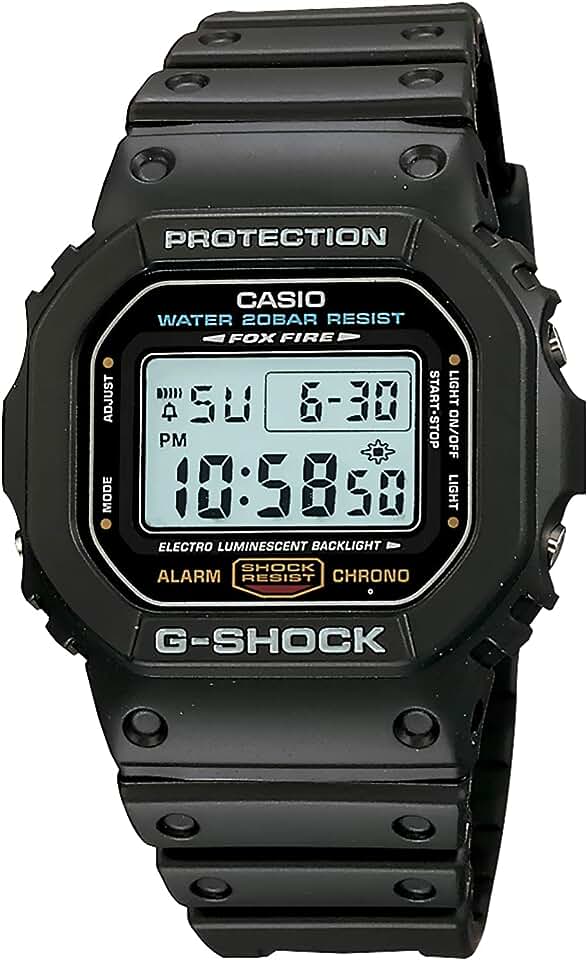 PROTECTION
CASIO
WATER 20BAR RESIST
FOX FIRE
ADJUST
MODE
LIGHT ON/OFF
START·STOP
LIGHT
SU 6-30
PM
10:58 50
ELECTRO LUMINESCENT BACKLIGHT
ALARM SHOCK RESIST CHRONO
G-SHOCK